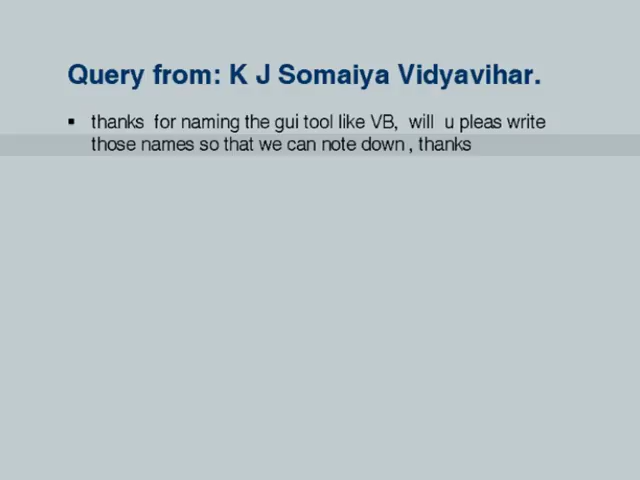 Query from: K J Somaiya Vidyavihar.
▪ thanks for naming the gui tool like VB, will u pleas write
those names so that we can note down , thanks